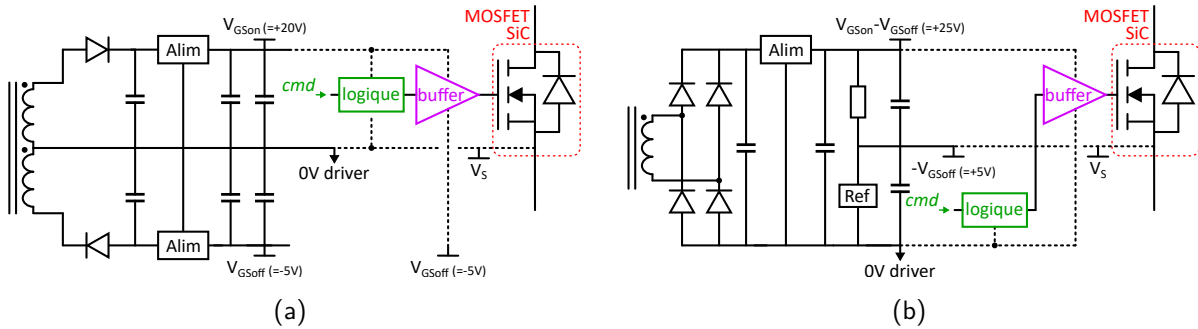 V_GSon (=+20V)
Alim
cmd
logique
buffer
MOSFET
SiC
0V driver
V_S
Alim
V_GSoff (=-5V)
V_GSoff (=-5V)
(a)
V_GSon-V_GSoff (=+25V)
Alim
MOSFET
SiC
buffer
-V_GSoff (=+5V)
V_S
Ref
cmd
logique
0V driver
(b)